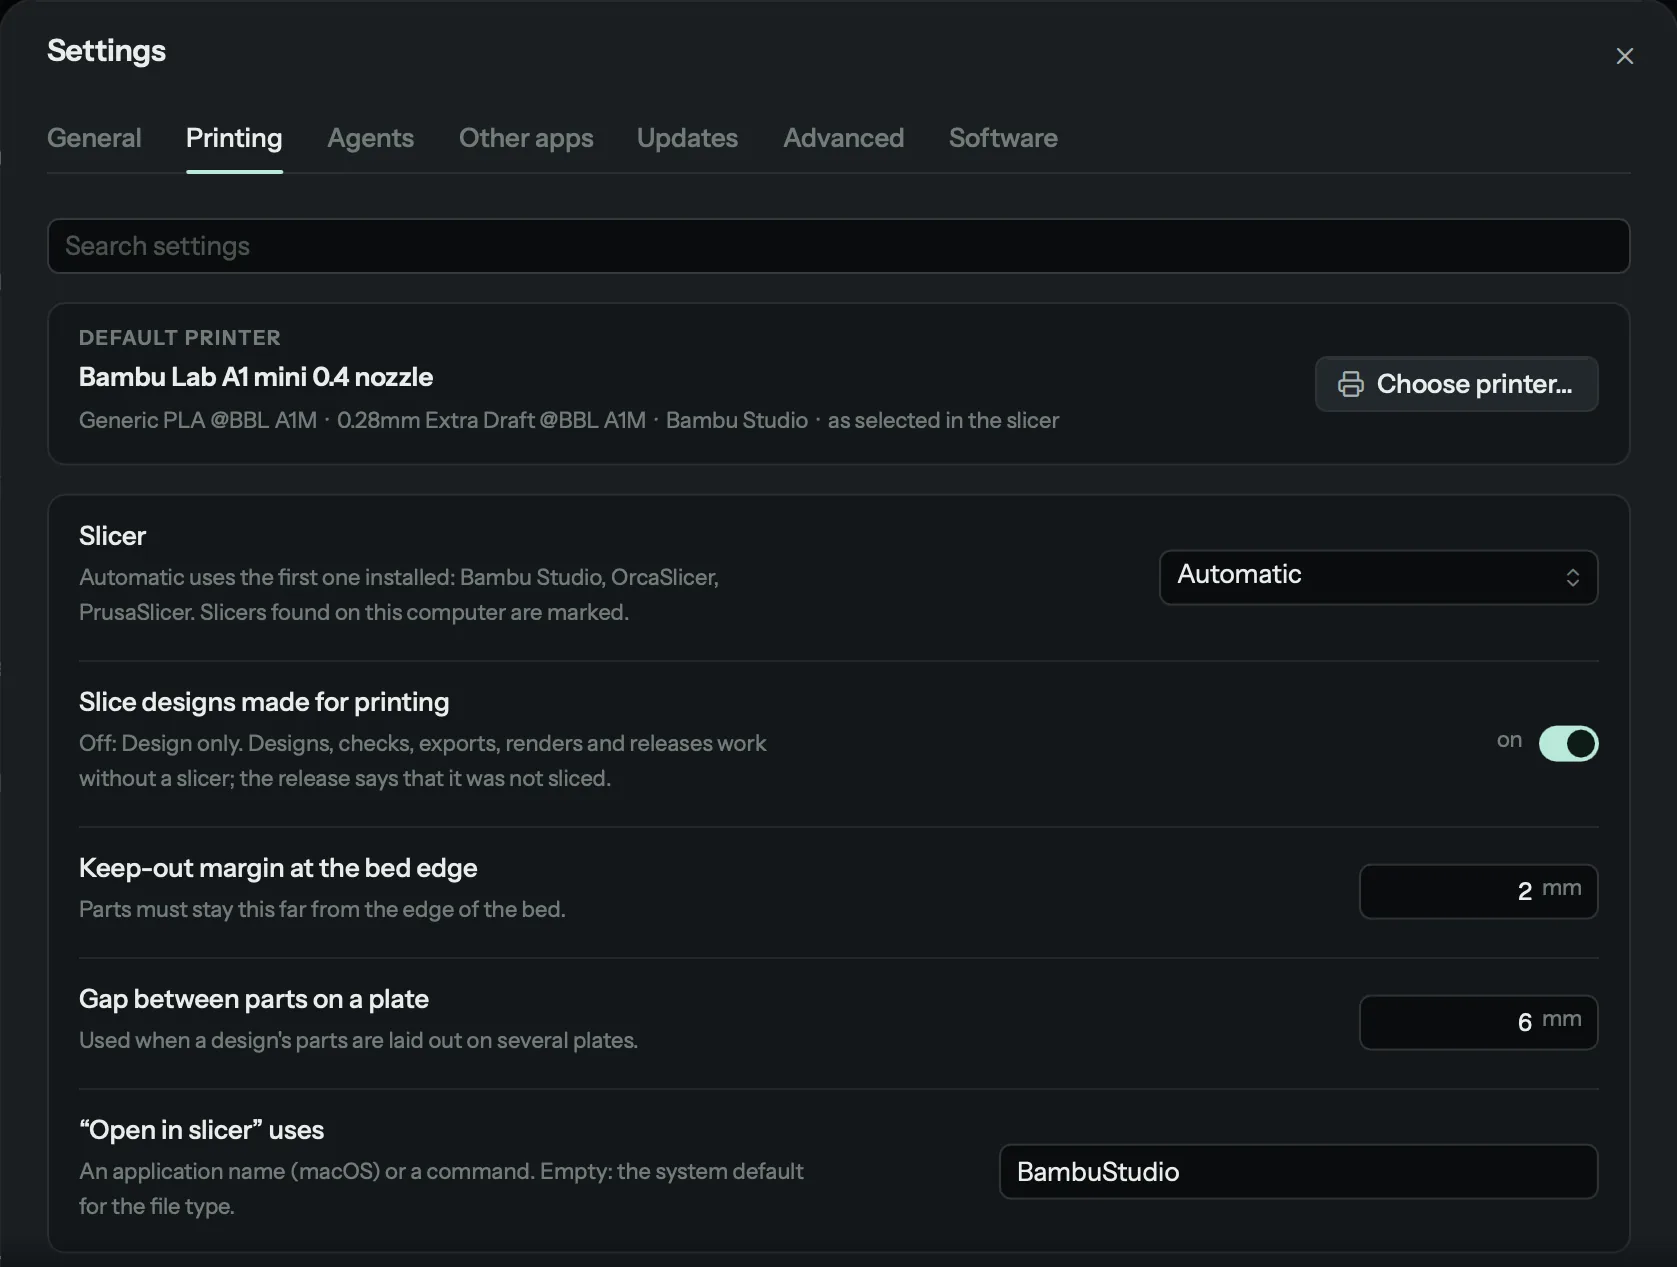 Settings
General Printing Agents Other apps Updates Advanced Software
Search settings
DEFAULT PRINTER
Bambu Lab A1 mini 0.4 nozzle
Generic PLA @BBL A1M · 0.28mm Extra Draft @BBL A1M · Bambu Studio · as selected in the slicer
Choose printer...
Slicer
Automatic uses the first one installed: Bambu Studio, OrcaSlicer,
PrusaSlicer. Slicers found on this computer are marked.
Automatic
Slice designs made for printing
Off: Design only. Designs, checks, exports, renders and releases work
without a slicer; the release says that it was not sliced.
on
Keep-out margin at the bed edge
Parts must stay this far from the edge of the bed.
2 mm
Gap between parts on a plate
Used when a design's parts are laid out on several plates.
6 mm
“Open in slicer” uses
An application name (macOS) or a command. Empty: the system default
for the file type.
BambuStudio